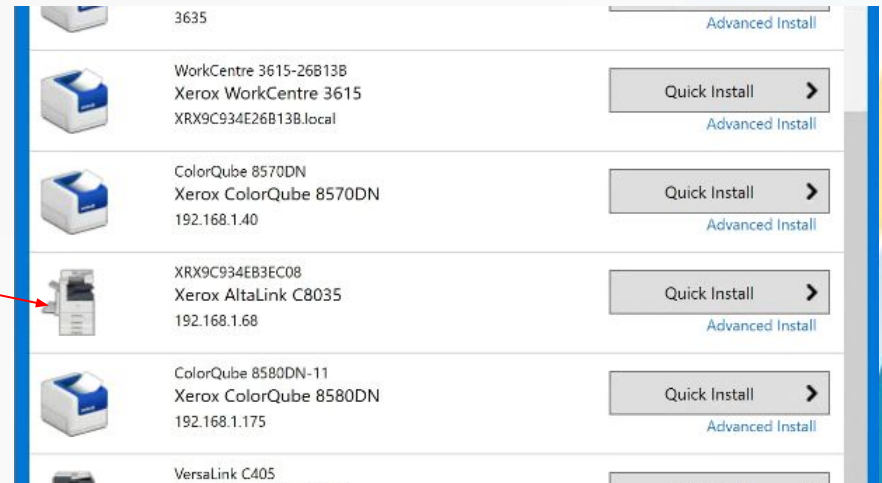 3635
Advanced Install
WorkCentre 3615-26B13B
Xerox WorkCentre 3615
XRX9C934E26B13B.local
Quick Install
Advanced Install
ColorQube 8570DN
Xerox ColorQube 8570DN
192.168.1.40
Quick Install
Advanced Install
XRX9C934EB3EC08
Xerox AltaLink C8035
192.168.1.68
Quick Install
Advanced Install
ColorQube 8580DN-11
Xerox ColorQube 8580DN
192.168.1.175
Quick Install
Advanced Install
VersaLink C405